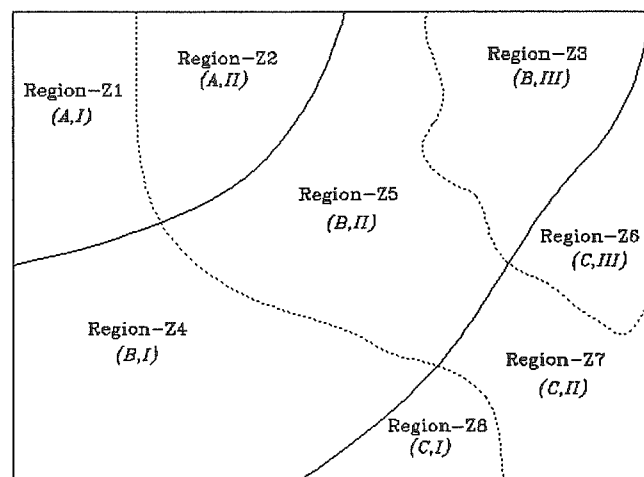 Region-Z1
(A,I)
Region-Z2
(A,II)
Region-Z3
(B,III)
Region-Z5
(B,II)
Region-Z6
(C,III)
Region-Z4
(B,I)
Region-Z7
(C,II)
Region-Z8
(C,I)